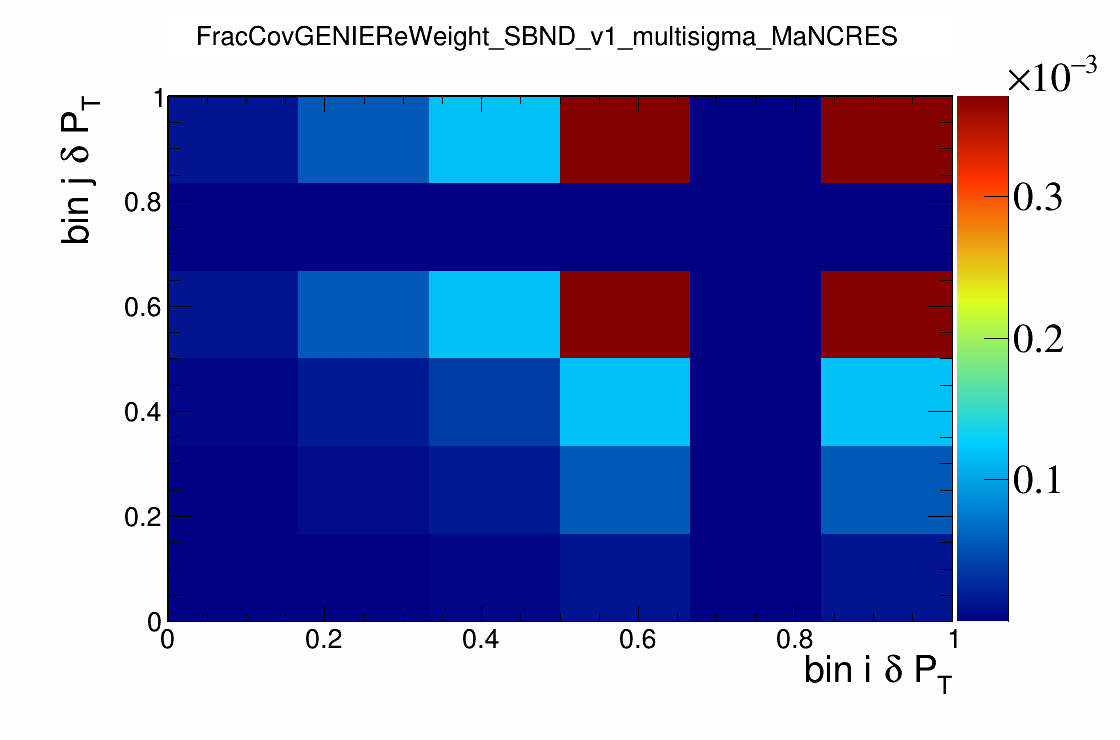 FracCovGENIEReWeight_SBND_v1_multisigma_MaNCRES
×10⁻³
bin j δ P_T
1
0.8
0.6
0.4
0.2
0
0 0.2 0.4 0.6 0.8 1
bin i δ P_T
0.3
0.2
0.1